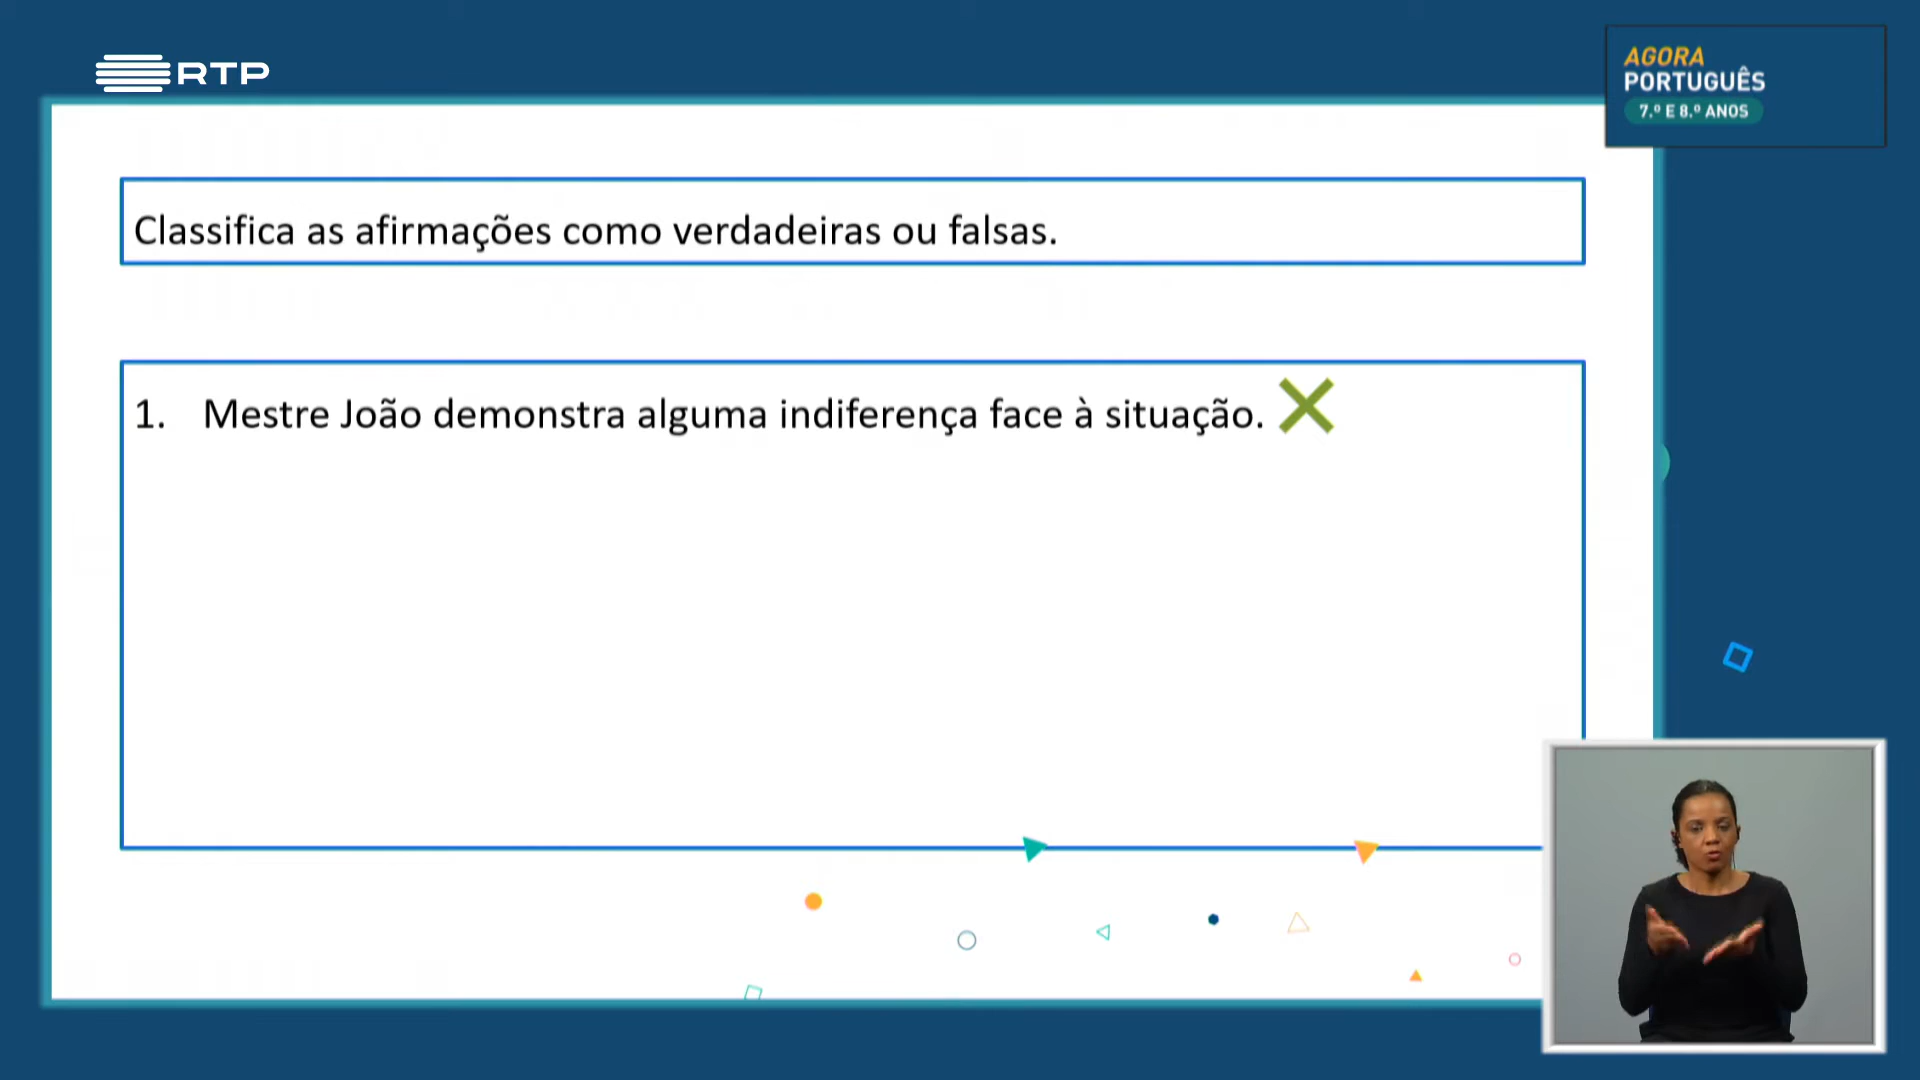 RTP
AGORA
PORTUGUÊS
7.º E 8.º ANOS
Classifica as afirmações como verdadeiras ou falsas.
1. Mestre João demonstra alguma indiferença face à situação.